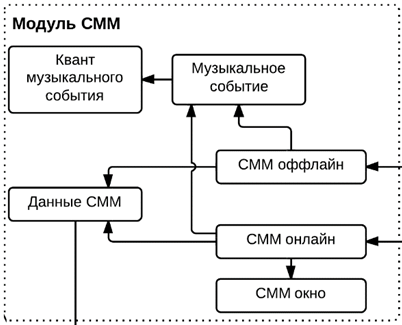 Модуль СММ
Квант
музыкального
события
Музыкальное
событие
СММ оффлайн
Данные СММ
СММ онлайн
СММ окно